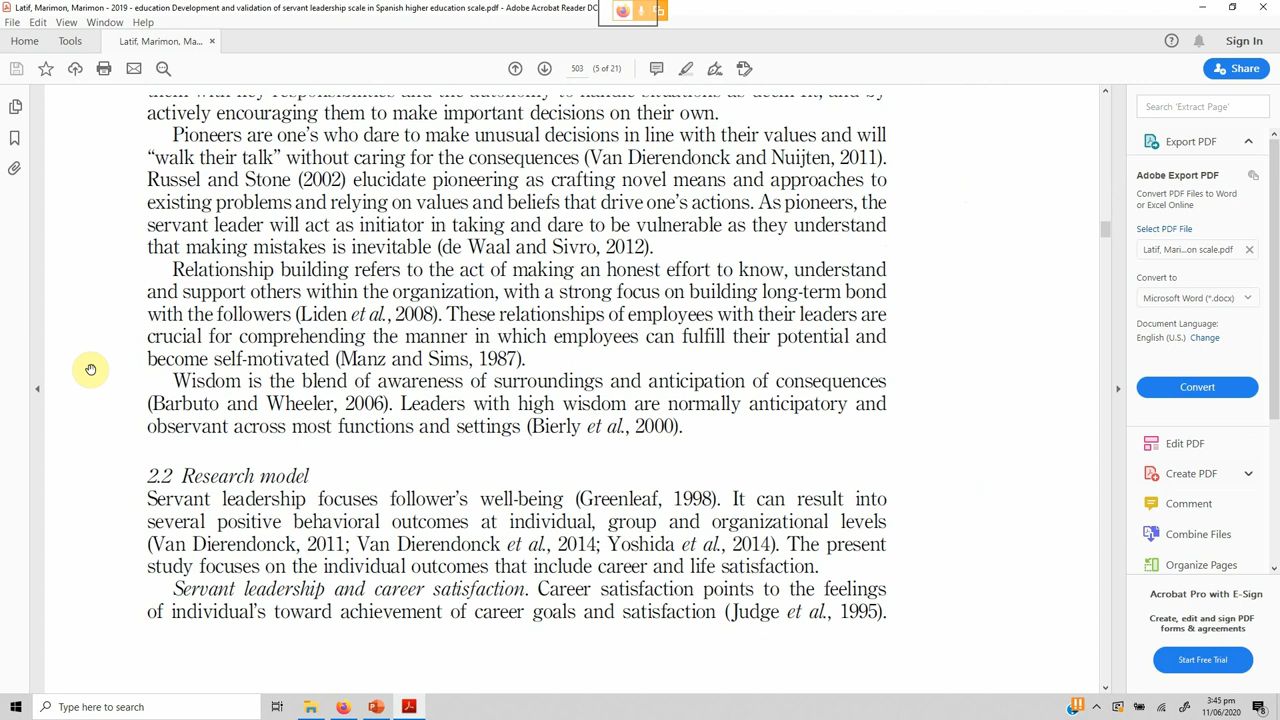 Latif, Marimon, Marimon - 2019 - education Development and validation of servant leadership scale in Spanish higher education scale.pdf - Adobe Acrobat Reader DC
File Edit View Window Help
Home Tools Latif, Marimon, Ma... × Sign In
503 (5 of 21) Share
them with key responsibilities and the autonomy to handle situations as deem fit, and by
actively encouraging them to make important decisions on their own.
Pioneers are one's who dare to make unusual decisions in line with their values and will
“walk their talk” without caring for the consequences (Van Dierendonck and Nuijten, 2011).
Russel and Stone (2002) elucidate pioneering as crafting novel means and approaches to
existing problems and relying on values and beliefs that drive one's actions. As pioneers, the
servant leader will act as initiator in taking and dare to be vulnerable as they understand
that making mistakes is inevitable (de Waal and Sivro, 2012).
Relationship building refers to the act of making an honest effort to know, understand
and support others within the organization, with a strong focus on building long-term bond
with the followers (Liden et al., 2008). These relationships of employees with their leaders are
crucial for comprehending the manner in which employees can fulfill their potential and
become self-motivated (Manz and Sims, 1987).
Wisdom is the blend of awareness of surroundings and anticipation of consequences
(Barbuto and Wheeler, 2006). Leaders with high wisdom are normally anticipatory and
observant across most functions and settings (Bierly et al., 2000).
2.2 Research model
Servant leadership focuses follower's well-being (Greenleaf, 1998). It can result into
several positive behavioral outcomes at individual, group and organizational levels
(Van Dierendonck, 2011; Van Dierendonck et al., 2014; Yoshida et al., 2014). The present
study focuses on the individual outcomes that include career and life satisfaction.
Servant leadership and career satisfaction. Career satisfaction points to the feelings
of individual's toward achievement of career goals and satisfaction (Judge et al., 1995).
Search 'Extract Page'
Export PDF
Adobe Export PDF
Convert PDF Files to Word
or Excel Online
Select PDF File
Latif, Mari...on scale.pdf ×
Convert to
Microsoft Word (*.docx)
Document Language:
English (U.S.) Change
Convert
Edit PDF
Create PDF
Comment
Combine Files
Organize Pages
Acrobat Pro with E-Sign
Create, edit and sign PDF
forms & agreements
Start Free Trial
Type here to search
3:45 pm
11/06/2020
8